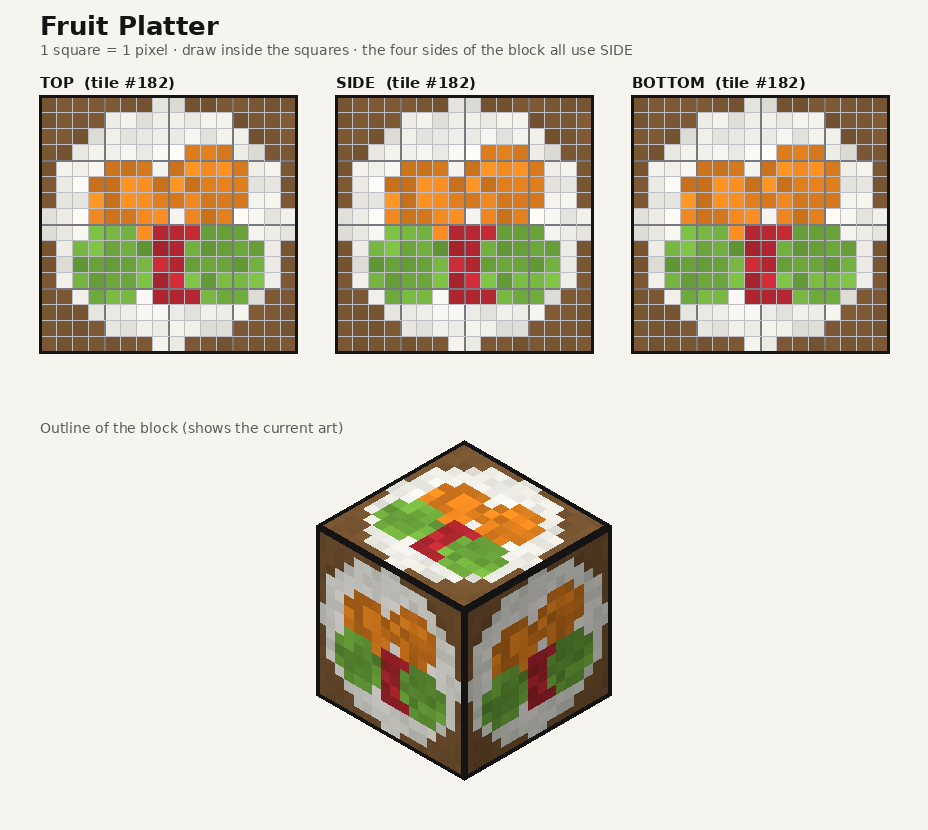 Fruit Platter
1 square = 1 pixel · draw inside the squares · the four sides of the block all use SIDE
TOP (tile #182)
SIDE (tile #182)
BOTTOM (tile #182)
Outline of the block (shows the current art)